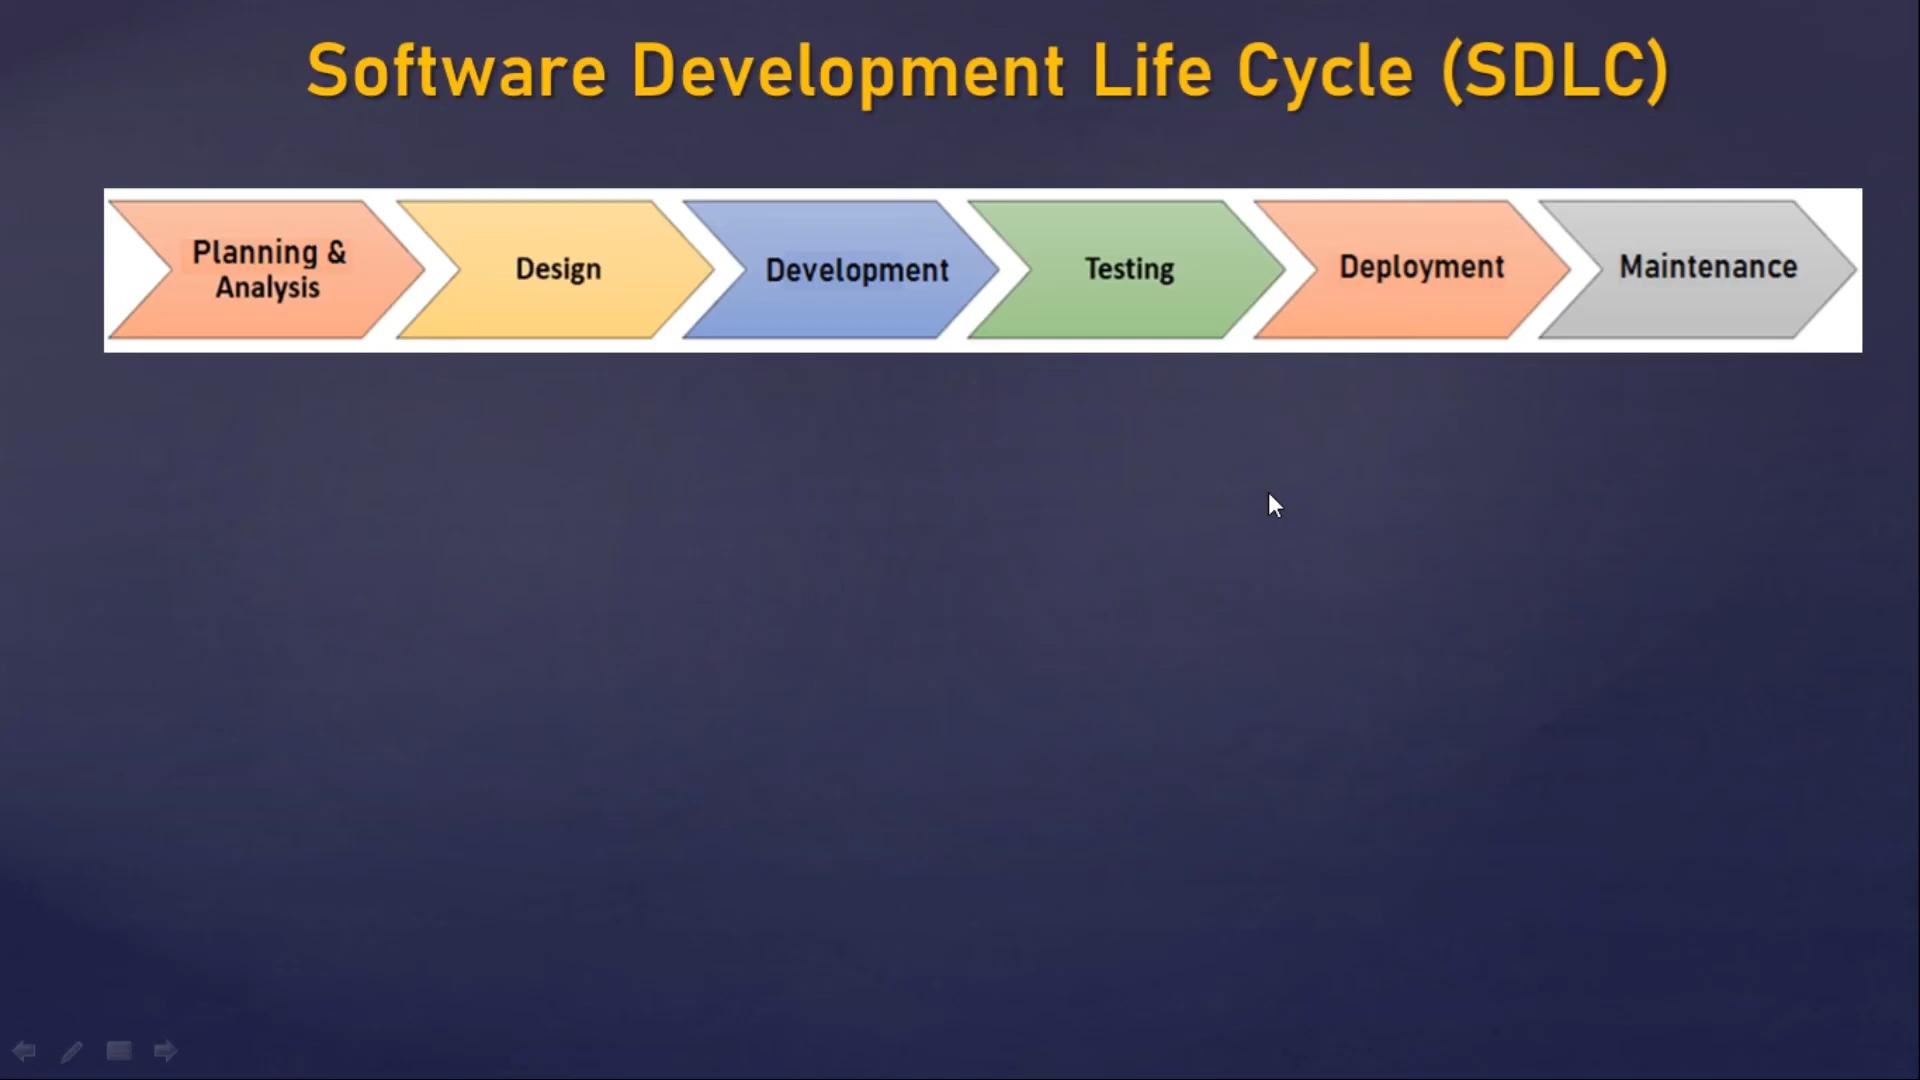 Software Development Life Cycle (SDLC)
Planning &
Analysis
Design
Development
Testing
Deployment
Maintenance